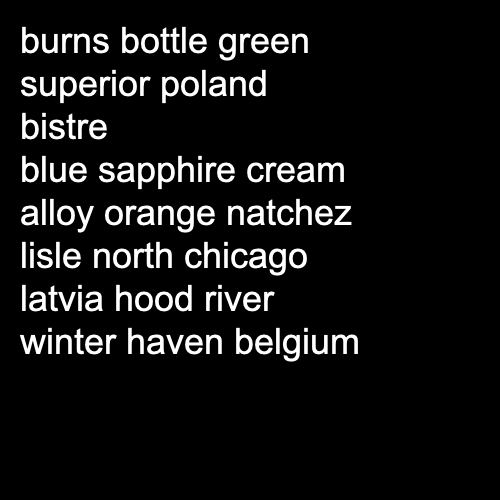 burns bottle green
superior poland
bistre
blue sapphire cream
alloy orange natchez
lisle north chicago
latvia hood river
winter haven belgium